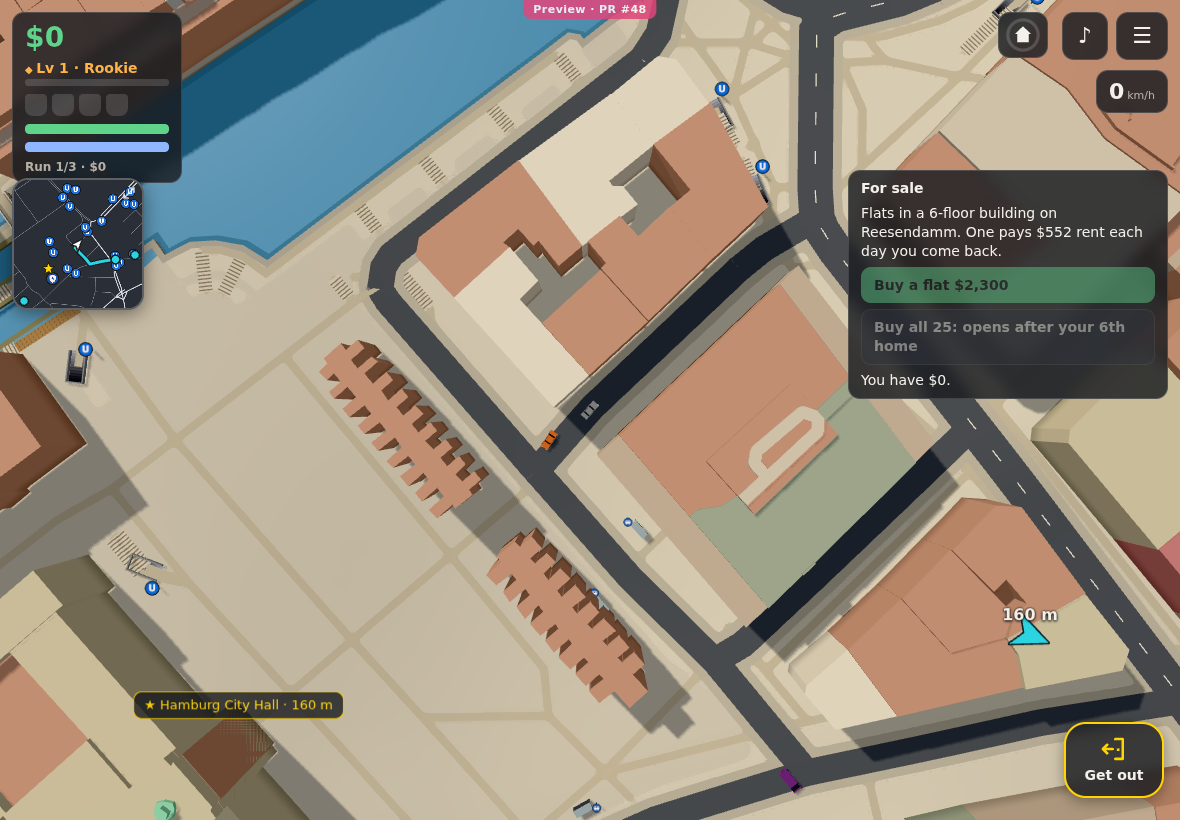 Preview · PR #48
$0
Lv 1 · Rookie
Run 1/3 · $0
0 km/h
For sale
Flats in a 6-floor building on
Reesendamm. One pays $552 rent each
day you come back.
Buy a flat $2,300
Buy all 25: opens after your 6th
home
You have $0.
160 m
★ Hamburg City Hall · 160 m
Get out
U
U
U
U